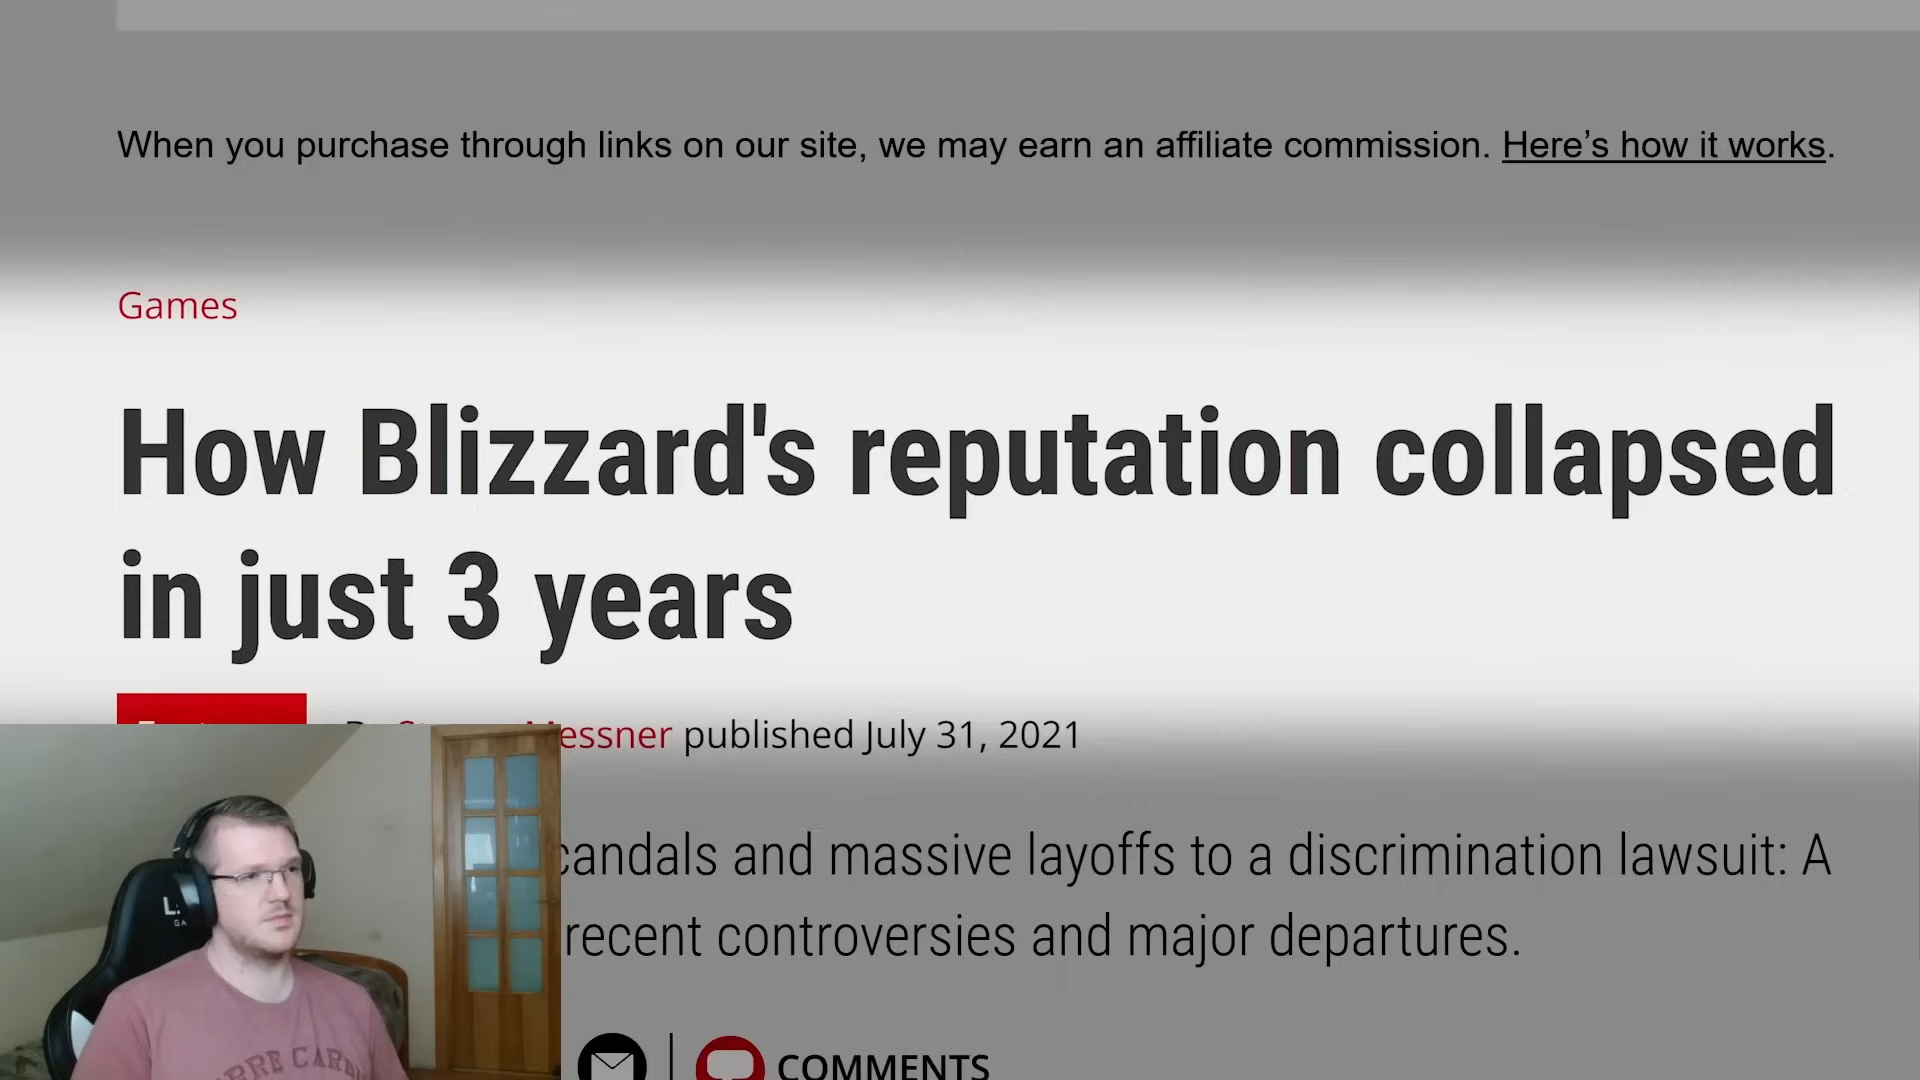 When you purchase through links on our site, we may earn an affiliate commission. Here’s how it works.
Games
How Blizzard's reputation collapsed
in just 3 years
Messner published July 31, 2021
candals and massive layoffs to a discrimination lawsuit: A
recent controversies and major departures.
COMMENTS
L.
GA